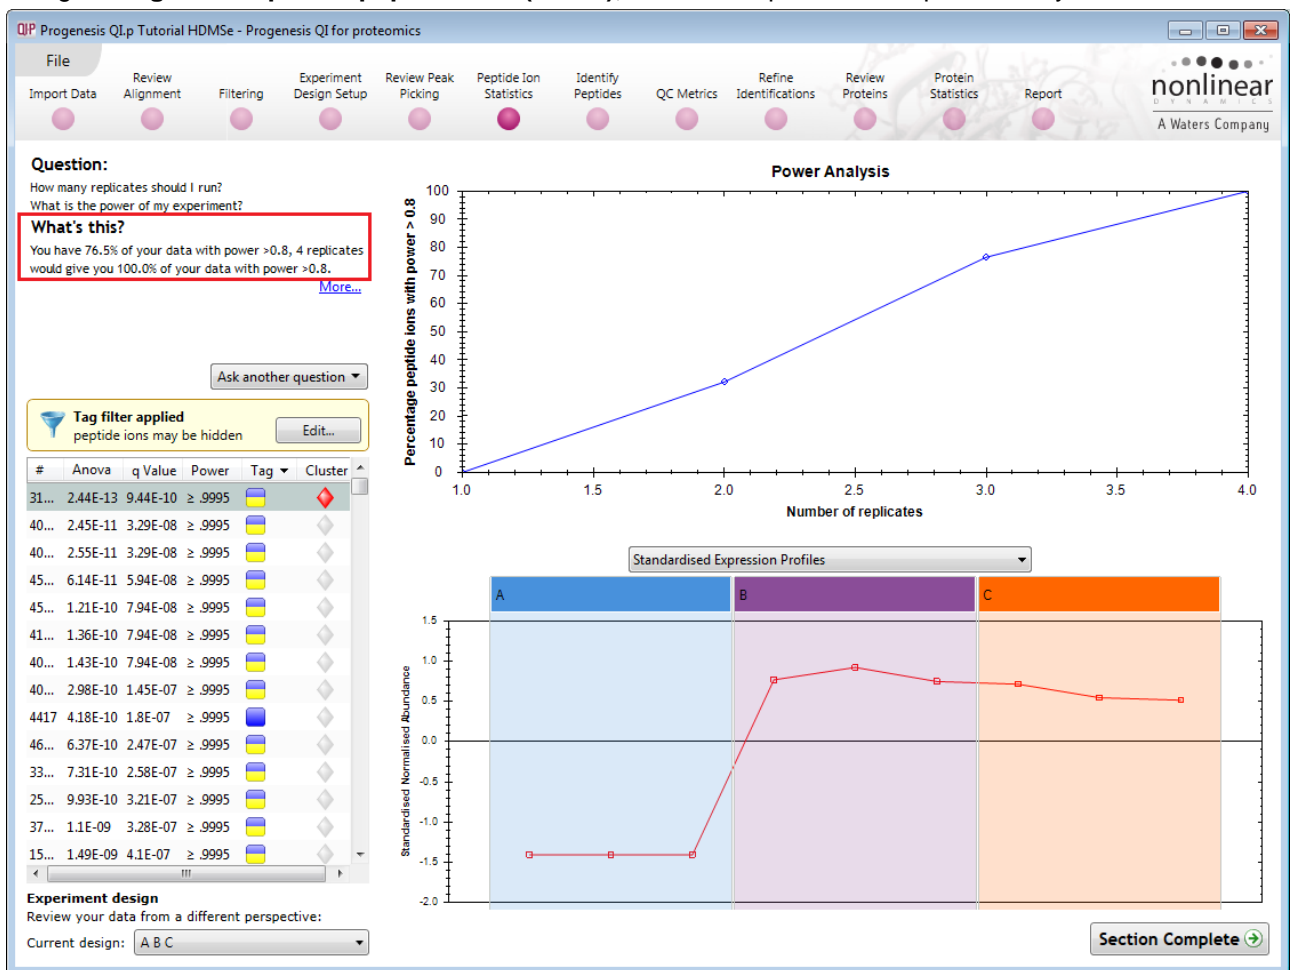 Progenesis QI.p Tutorial HDMSe - Progenesis QI for proteomics
File
Import Data
Review Alignment
Filtering
Experiment Design Setup
Review Peak Picking
Peptide Ion Statistics
Identify Peptides
QC Metrics
Refine Identifications
Review Proteins
Protein Statistics
Report
nonlinear
DYNAMICS
A Waters Company
Question:
How many replicates should I run?
What is the power of my experiment?
What's this?
You have 76.5% of your data with power >0.8, 4 replicates
would give you 100.0% of your data with power >0.8.
More...
Ask another question
Tag filter applied
peptide ions may be hidden
Edit...
# Anova q Value Power Tag Cluster
31... 2.44E-13 9.44E-10 ≥ .9995
40... 2.45E-11 3.29E-08 ≥ .9995
40... 2.55E-11 3.29E-08 ≥ .9995
45... 6.14E-11 5.94E-08 ≥ .9995
45... 1.21E-10 7.94E-08 ≥ .9995
41... 1.36E-10 7.94E-08 ≥ .9995
40... 1.43E-10 7.94E-08 ≥ .9995
40... 2.98E-10 1.45E-07 ≥ .9995
4417 4.18E-10 1.8E-07 ≥ .9995
46... 6.37E-10 2.47E-07 ≥ .9995
33... 7.31E-10 2.58E-07 ≥ .9995
25... 9.93E-10 3.21E-07 ≥ .9995
37... 1.1E-09 3.28E-07 ≥ .9995
15... 1.49E-09 4.1E-07 ≥ .9995
Experiment design
Review your data from a different perspective:
Current design: A B C
Power Analysis
Percentage peptide ions with power > 0.8
100
90
80
70
60
50
40
30
20
10
0
1.0 1.5 2.0 2.5 3.0 3.5 4.0
Number of replicates
Standardised Expression Profiles
A B C
Standardised Normalised Abundance
1.5
1.0
0.5
0.0
-0.5
-1.0
-1.5
-2.0
Section Complete